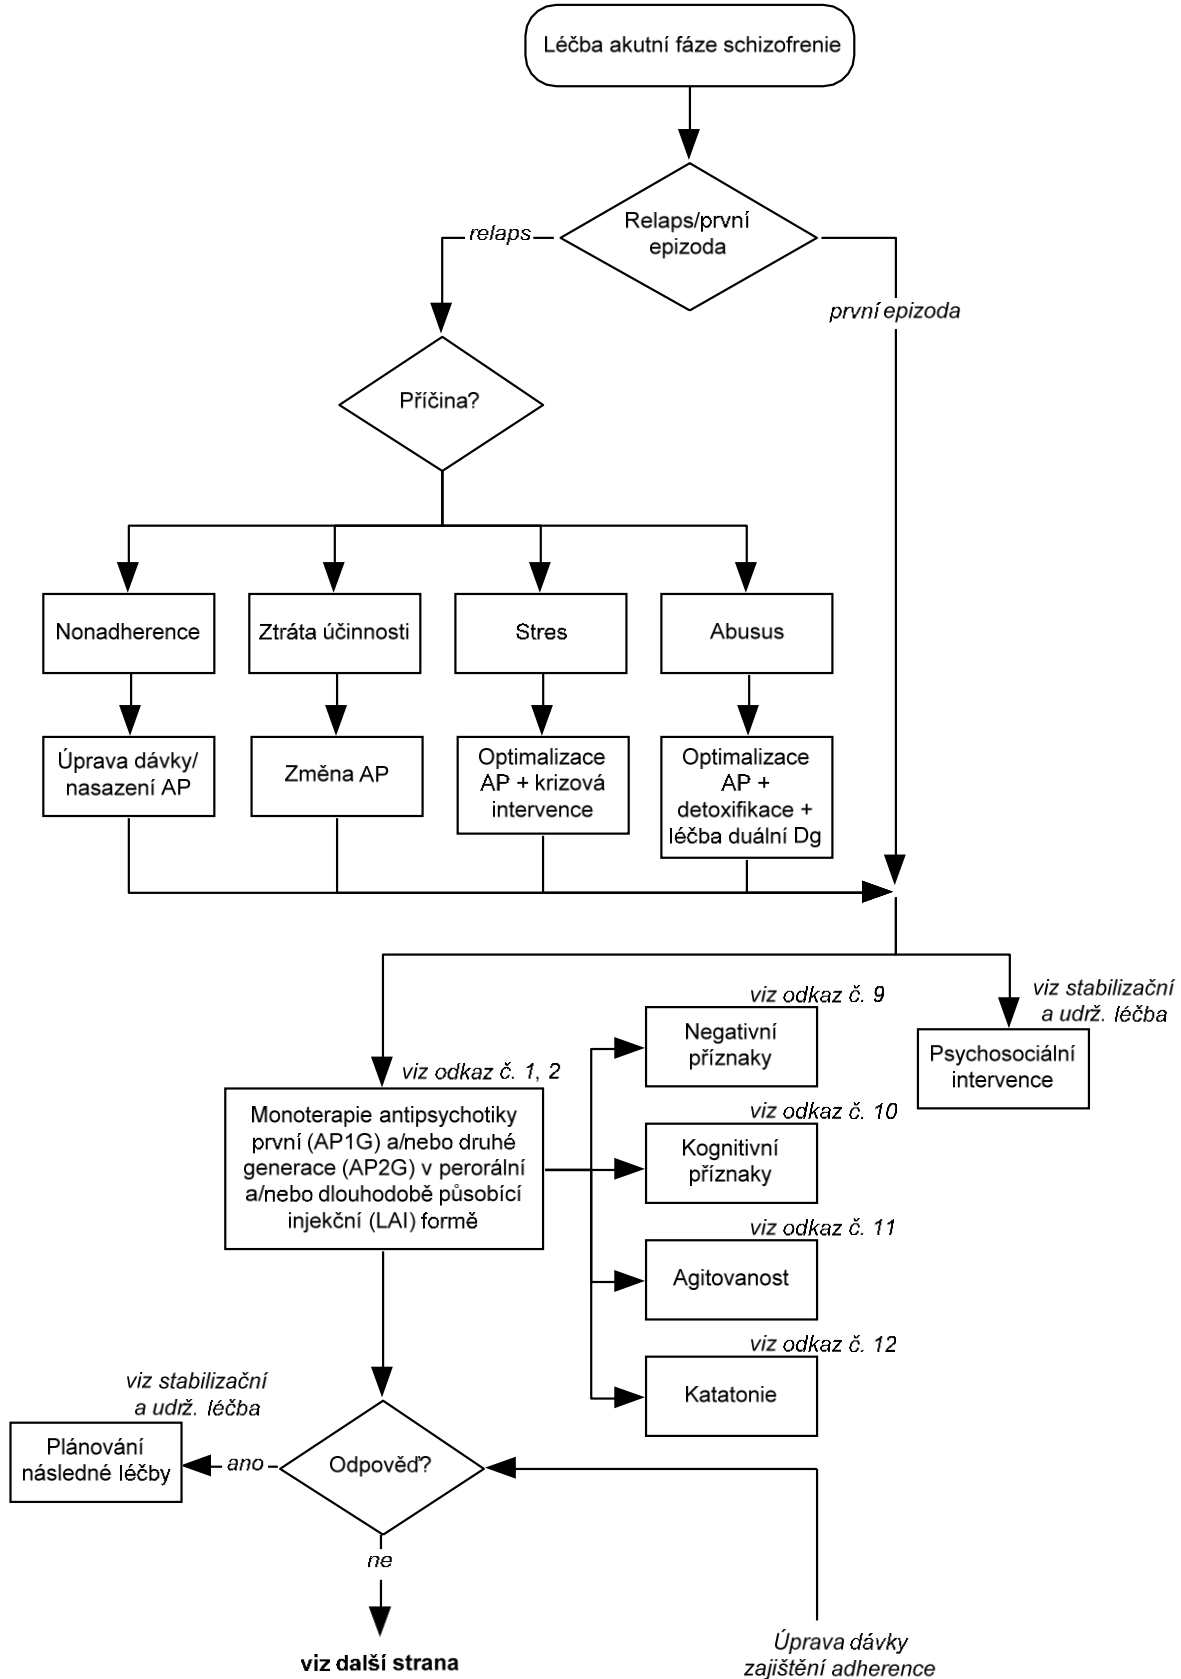 Léčba akutní fáze schizofrenie
Relaps/první
epizoda
relaps
první epizoda
Příčina?
Nonadherence
Ztráta účinnosti
Stres
Abusus
Úprava dávky/
nasazení AP
Změna AP
Optimalizace
AP + krizová
intervence
Optimalizace
AP +
detoxifikace +
léčba duální Dg
viz odkaz č. 9
Negativní
příznaky
viz stabilizační
a udrž. léčba
Psychosociální
intervence
viz odkaz č. 1, 2
Monoterapie antipsychotiky
první (AP1G) a/nebo druhé
generace (AP2G) v perorální
a/nebo dlouhodobě působící
injekční (LAI) formě
viz odkaz č. 10
Kognitivní
příznaky
viz odkaz č. 11
Agitovanost
viz odkaz č. 12
Katatonie
viz stabilizační
a udrž. léčba
Plánování
následné léčby
ano
Odpověď?
ne
viz další strana
Úprava dávky
zajištění adherence